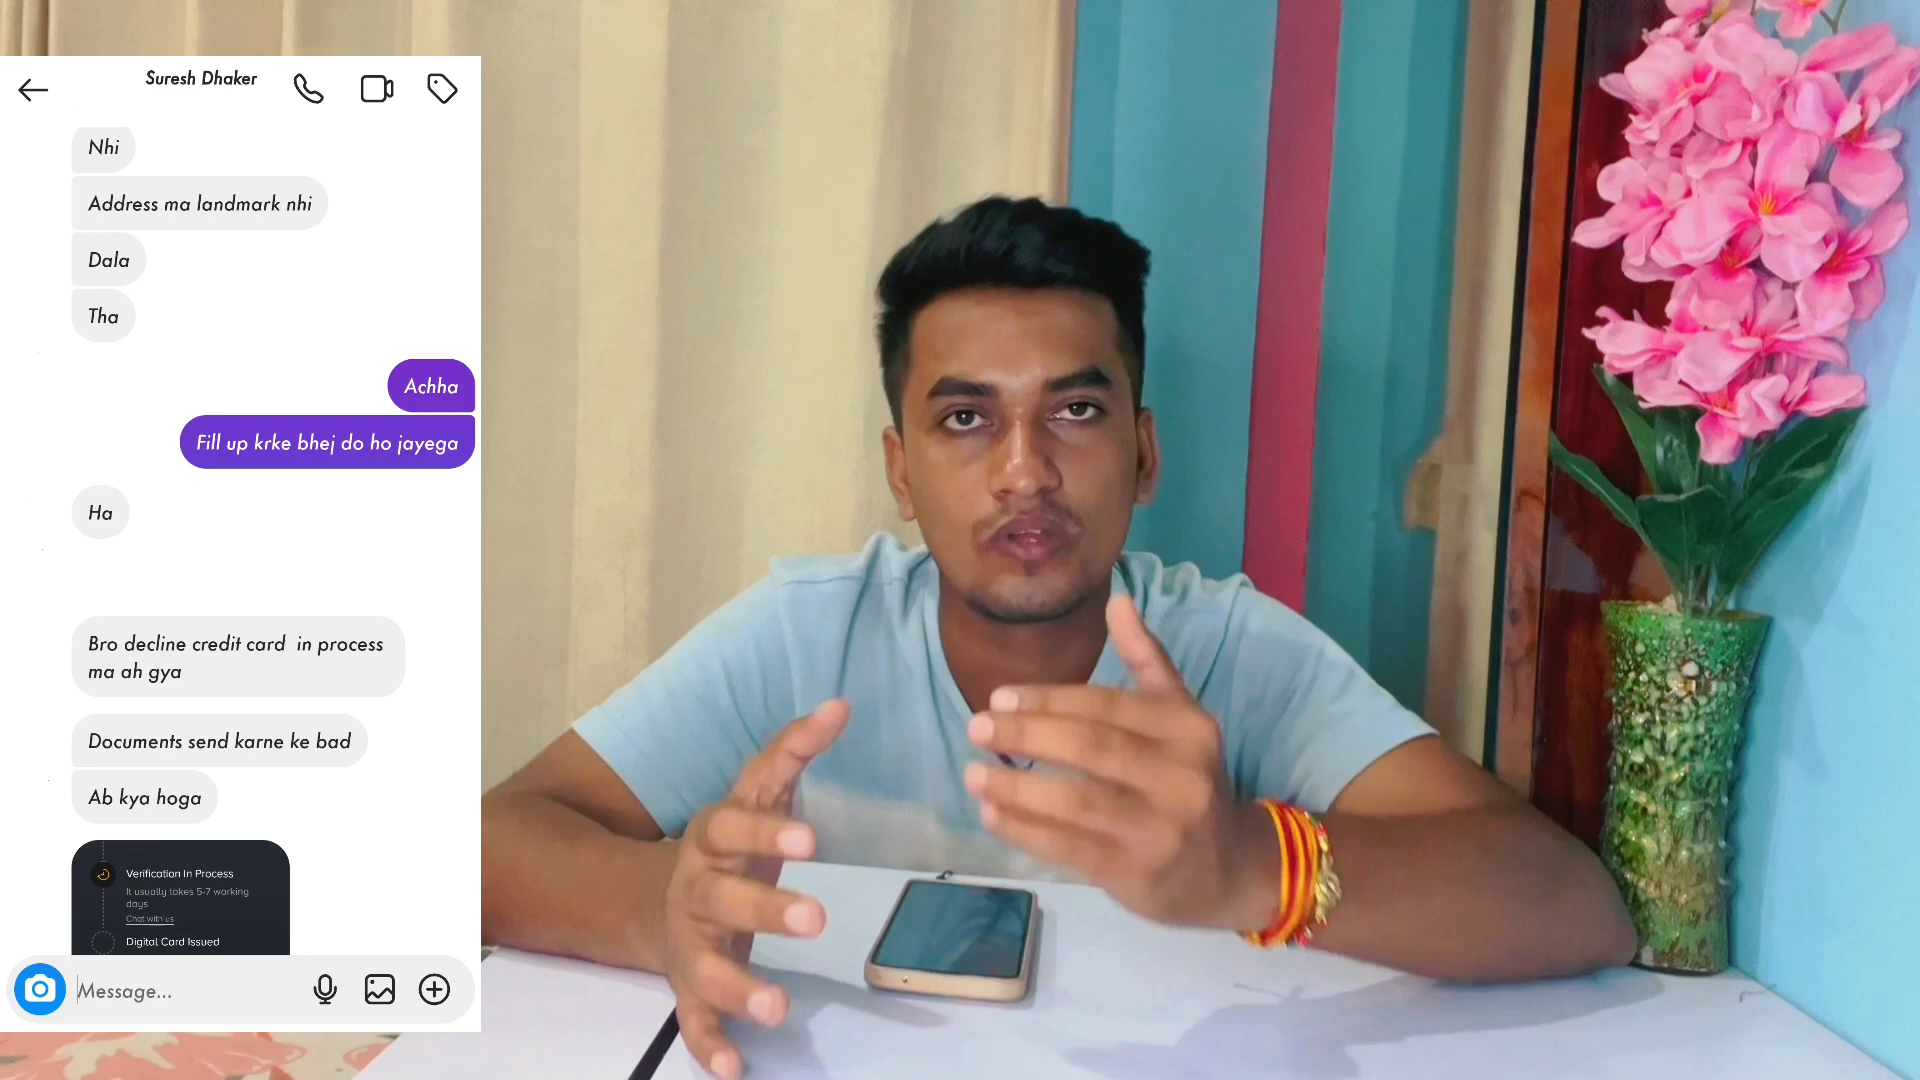 Suresh Dhaker
Nhi
Address ma landmark nhi
Dala
Tha
Achha
Fill up krke bhej do ho jayega
Ha
Bro decline credit card in process
ma ah gya
Documents send karne ke bad
Ab kya hoga
Verification In Process
It usually takes 5-7 working
days
Chat with us
Digital Card Issued
Message...